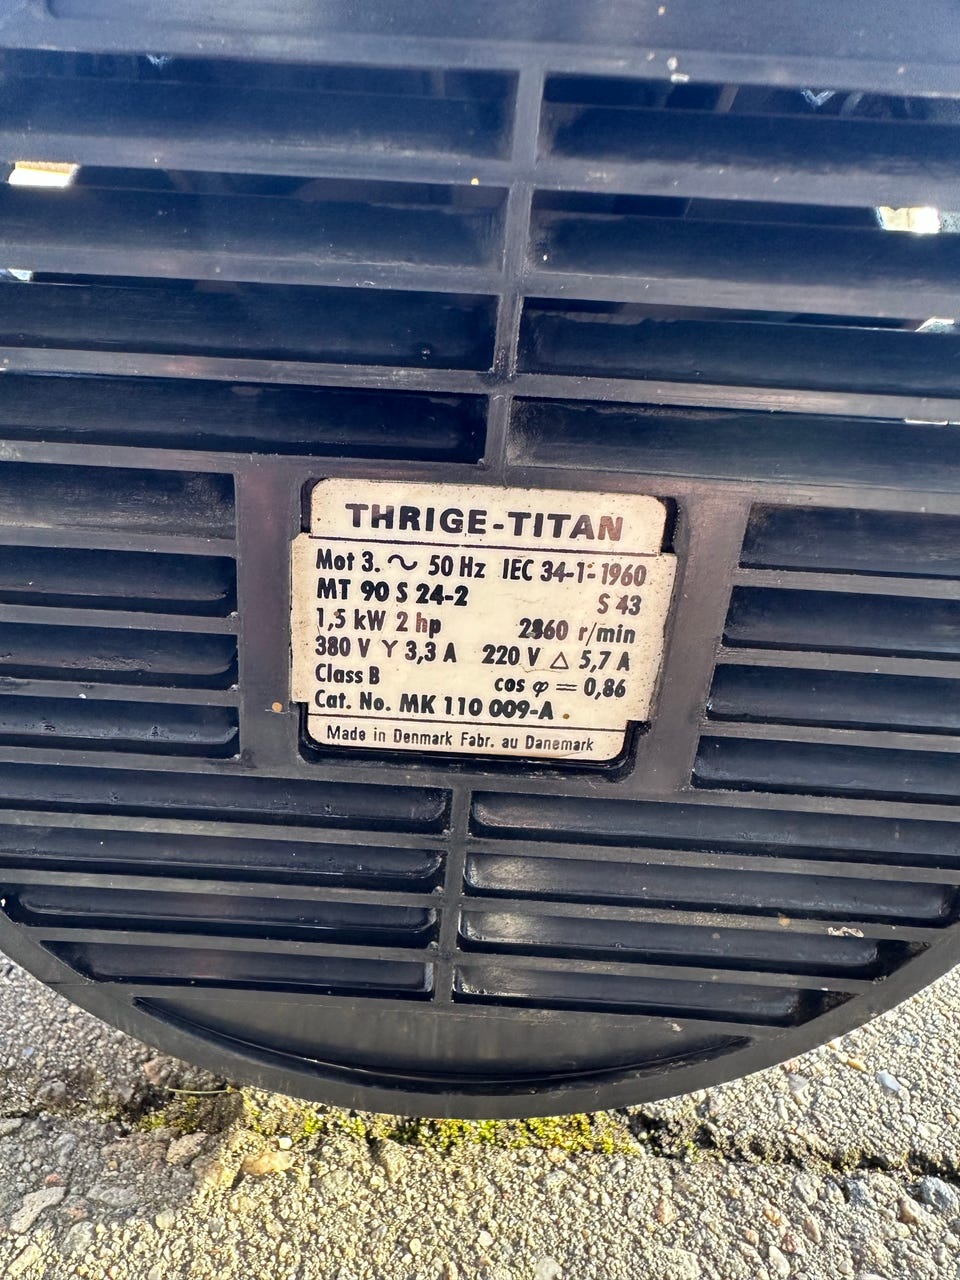 THRIGE-TITAN
Mot 3. ~ 50 Hz IEC 34-1-1960
MT 90 S 24-2 S 43
1,5 kW 2 hp 2860 r/min
380 V Y 3,3 A 220 V △ 5,7 A
Class B cos φ = 0,86
Cat. No. MK 110 009-A
Made in Denmark Fabr. au Danemark